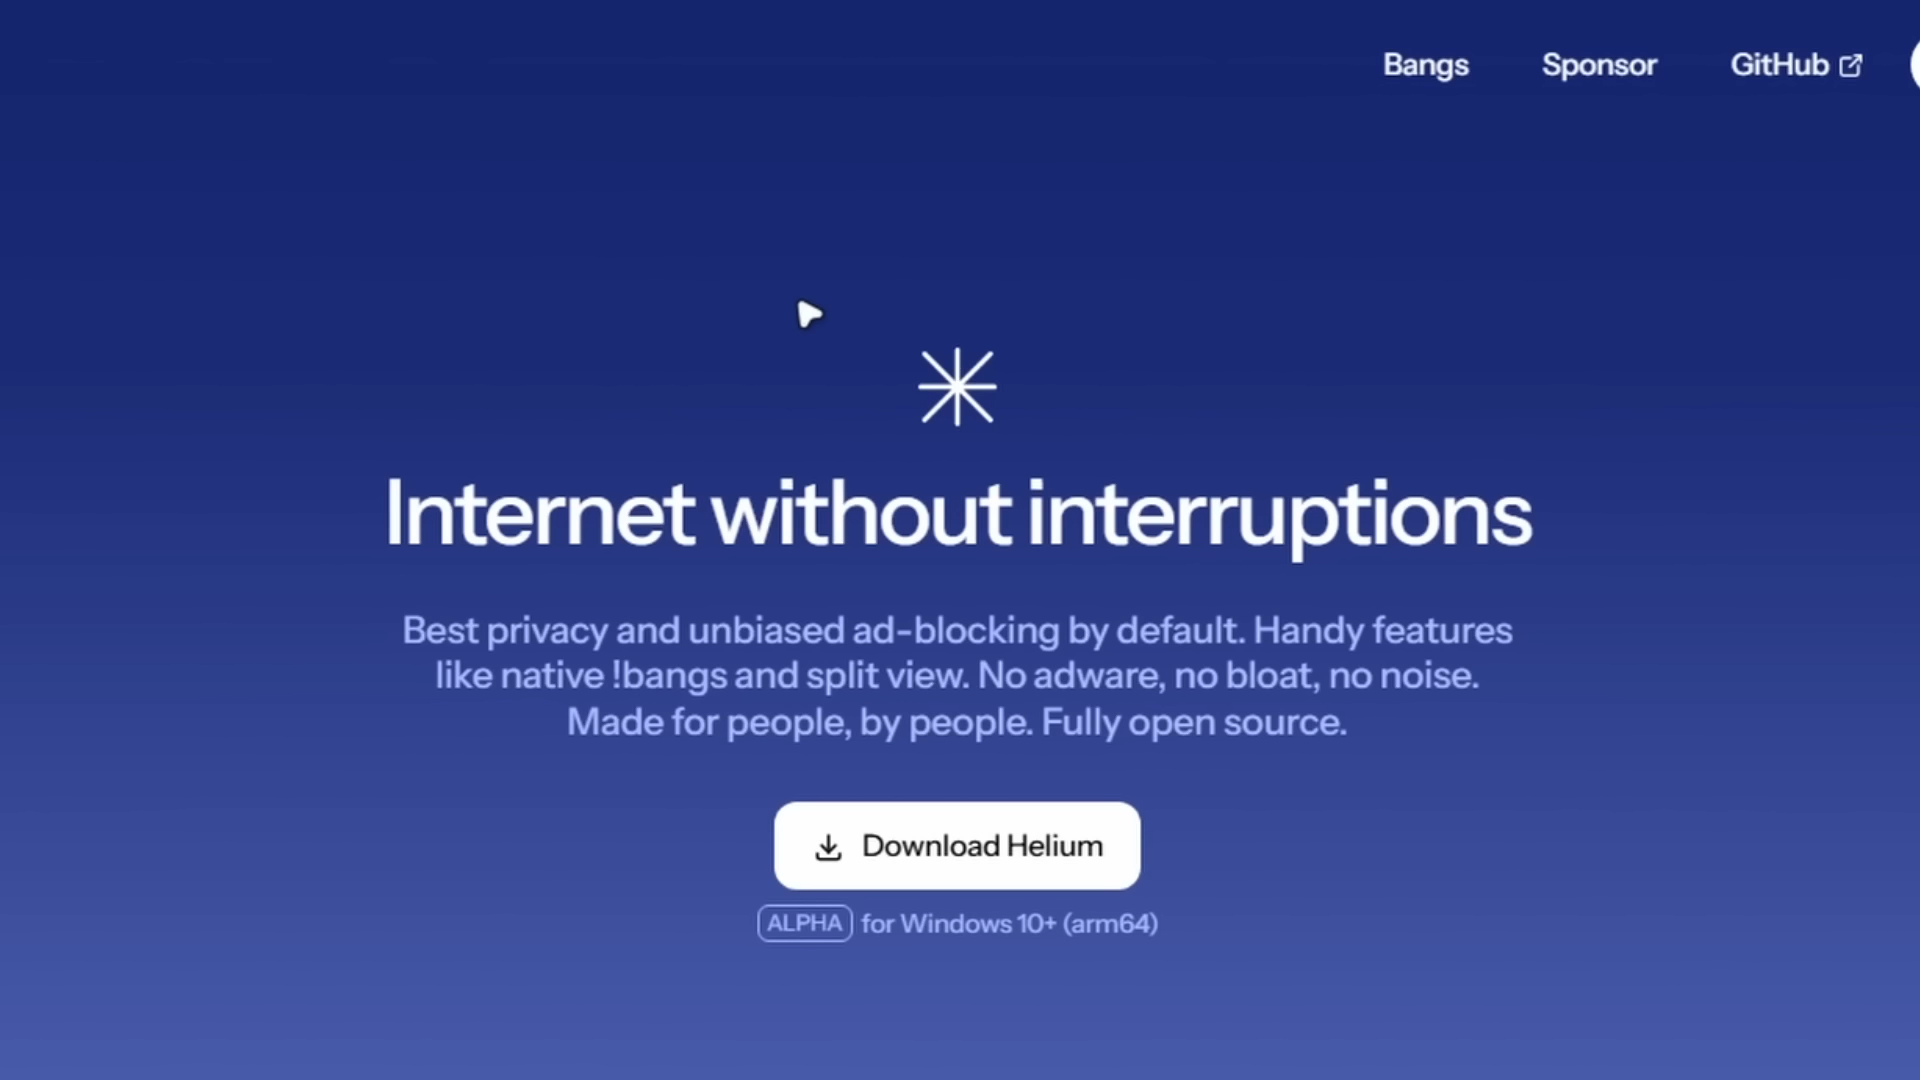 Bangs Sponsor GitHub
Internet without interruptions
Best privacy and unbiased ad-blocking by default. Handy features
like native !bangs and split view. No adware, no bloat, no noise.
Made for people, by people. Fully open source.
Download Helium
ALPHA for Windows 10+ (arm64)